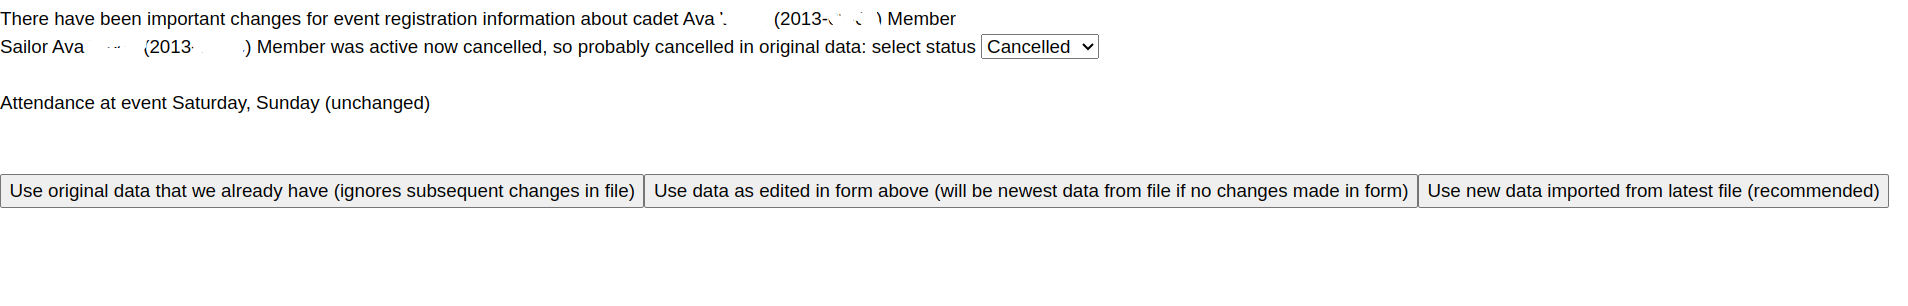 There have been important changes for event registration information about cadet Ava (2013- ) Member
Sailor Ava (2013- ) Member was active now cancelled, so probably cancelled in original data: select status Cancelled
Attendance at event Saturday, Sunday (unchanged)
Use original data that we already have (ignores subsequent changes in file) Use data as edited in form above (will be newest data from file if no changes made in form) Use new data imported from latest file (recommended)